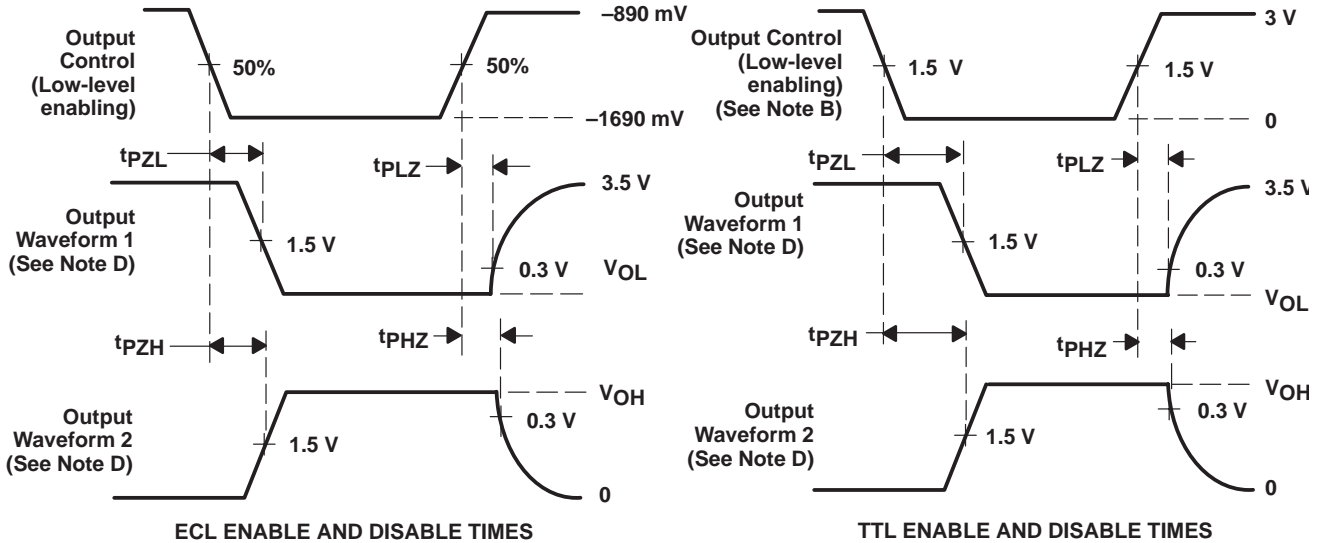 Output
Control
(Low-level
enabling)
50%
50%
–890 mV
–1690 mV
tPZL
tPLZ
Output
Waveform 1
(See Note D)
1.5 V
0.3 V
3.5 V
VOL
tPZH
tPHZ
Output
Waveform 2
(See Note D)
1.5 V
0.3 V
VOH
0
ECL ENABLE AND DISABLE TIMES
Output Control
(Low-level
enabling)
(See Note B)
1.5 V
1.5 V
3 V
0
tPZL
tPLZ
Output
Waveform 1
(See Note D)
1.5 V
0.3 V
3.5 V
VOL
tPZH
tPHZ
Output
Waveform 2
(See Note D)
1.5 V
0.3 V
VOH
0
TTL ENABLE AND DISABLE TIMES